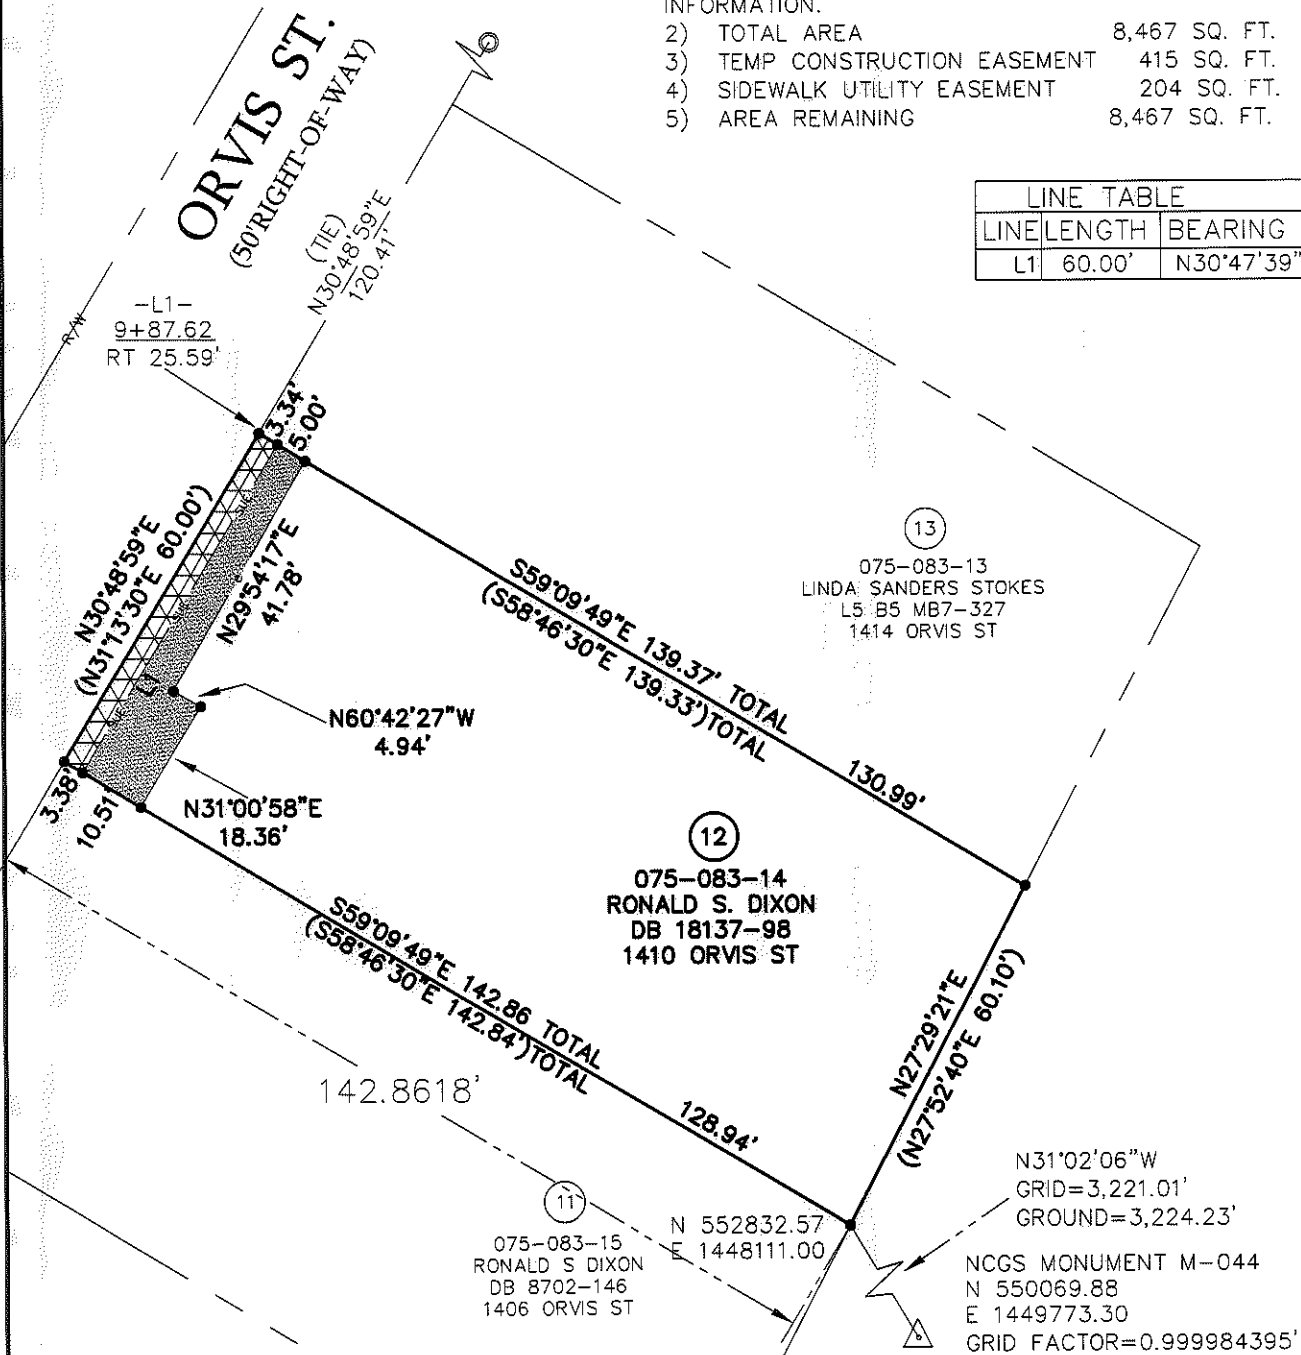 INFORMATION.
2) TOTAL AREA 8,467 SQ. FT.
3) TEMP CONSTRUCTION EASEMENT 415 SQ. FT.
4) SIDEWALK UTILITY EASEMENT 204 SQ. FT.
5) AREA REMAINING 8,467 SQ. FT.
LINE TABLE
LINE LENGTH BEARING
L1 60.00' N30°47'39"
ORVIS ST.
(50'RIGHT-OF-WAY)
(TIE)
N30°48'59"E
120.41'
R/W
-L1-
9+87.62
RT 25.59'
3.34'
5.00'
N30°48'59"E
(N31°13'30"E 60.00')
SUE
L1
SUE
N29°54'17"E
41.78'
N60°42'27"W
4.94'
N31°00'58"E
18.36'
3.38'
10.51'
S59°09'49"E 139.37' TOTAL
(S58°46'30"E 139.33')TOTAL
130.99'
13
075-083-13
LINDA SANDERS STOKES
L5 B5 MB7-327
1414 ORVIS ST
12
075-083-14
RONALD S. DIXON
DB 18137-98
1410 ORVIS ST
S59°09'49"E 142.86 TOTAL
(S58°46'30"E 142.84')TOTAL
128.94'
142.8618'
N27°29'21"E
(N27°52'40"E 60.10')
11
075-083-15
RONALD S DIXON
DB 8702-146
1406 ORVIS ST
N 552832.57
E 1448111.00
N31°02'06"W
GRID=3,221.01'
GROUND=3,224.23'
NCGS MONUMENT M-044
N 550069.88
E 1449773.30
GRID FACTOR=0.999984395'